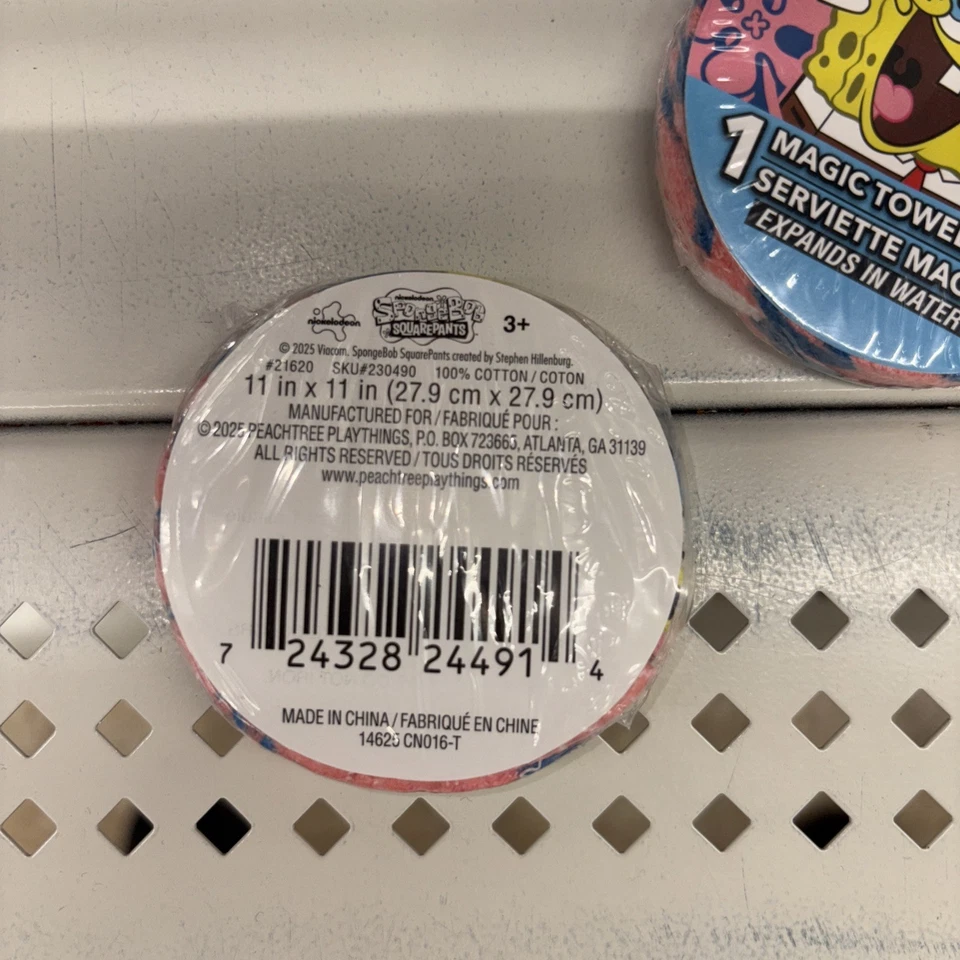 1 MAGIC TOWEL
SERVIETTE MAG
EXPANDS IN WATER
nickelodeon
nickelodeon
SpongeBob
SQUAREPANTS
3+
© 2025 Viacom. SpongeBob SquarePants created by Stephen Hillenburg.
#21620 SKU#230490 100% COTTON / COTON
11 in x 11 in (27.9 cm x 27.9 cm)
MANUFACTURED FOR / FABRIQUÉ POUR :
© 2025 PEACHTREE PLAYTHINGS, P.O. BOX 723665, ATLANTA, GA 31139
ALL RIGHTS RESERVED / TOUS DROITS RÉSERVÉS
www.peachtreeplaythings.com
7 24328 24491 4
MADE IN CHINA / FABRIQUÉ EN CHINE
14625 CN016-T